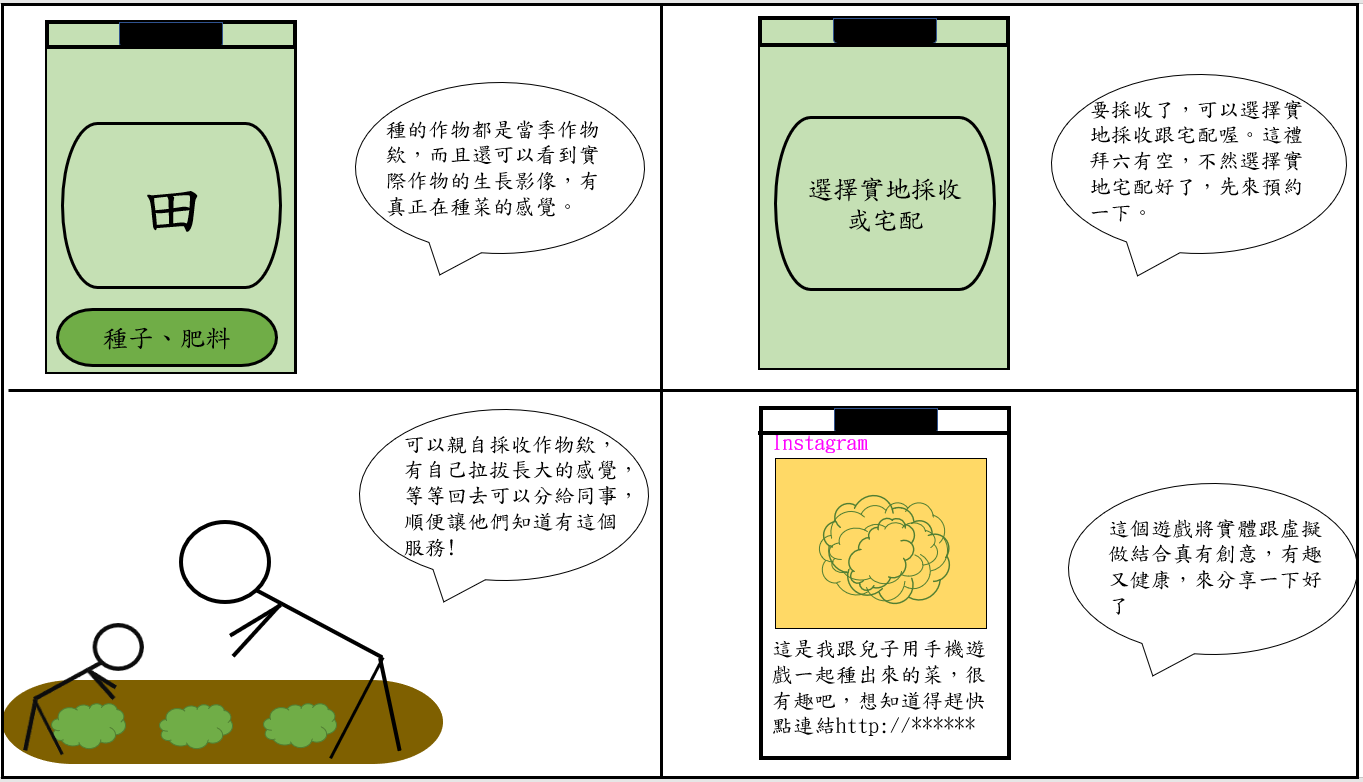 田
種子、肥料
種的作物都是當季作物
欸，而且還可以看到實
際作物的生長影像，有
真正在種菜的感覺。
選擇實地採收
或宅配
要採收了，可以選擇實
地採收跟宅配喔。這禮
拜六有空，不然選擇實
地宅配好了，先來預約
一下。
可以親自採收作物欸，
有自己拉拔長大的感覺，
等等回去可以分給同事，
順便讓他們知道有這個
服務!
Instagram
這是我跟兒子用手機遊
戲一起種出來的菜，很
有趣吧，想知道得趕快
點連結http://******
這個遊戲將實體跟虛擬
做結合真有創意，有趣
又健康，來分享一下好
了